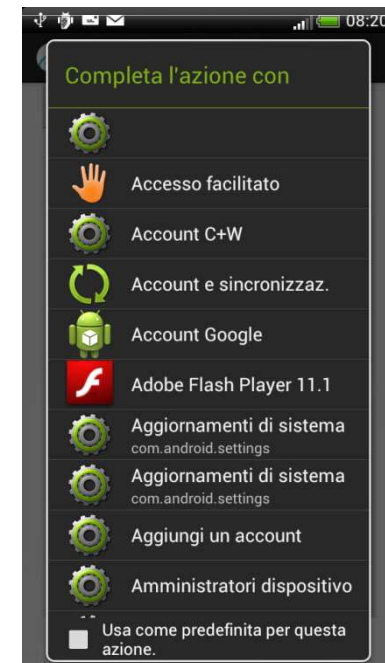 08:20
Completa l'azione con
Accesso facilitato
Account C+W
Account e sincronizzaz.
Account Google
Adobe Flash Player 11.1
Aggiornamenti di sistema
com.android.settings
Aggiornamenti di sistema
com.android.settings
Aggiungi un account
Amministratori dispositivo
Usa come predefinita per questa
azione.